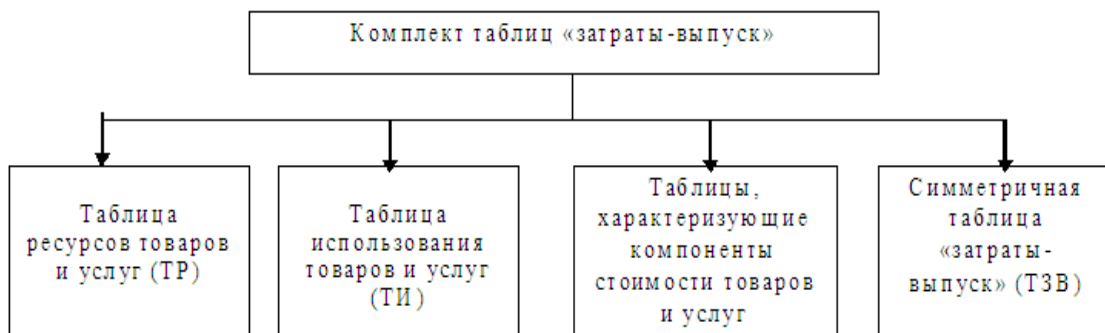 Комплект таблиц «затраты-выпуск»
Таблица
ресурсов товаров
и услуг (ТР)
Таблица
использования
товаров и услуг
(ТИ)
Таблицы,
характеризующие
компоненты
стоимости товаров
и услуг
Симметричная
таблица
«затраты-
выпуск» (ТЗВ)